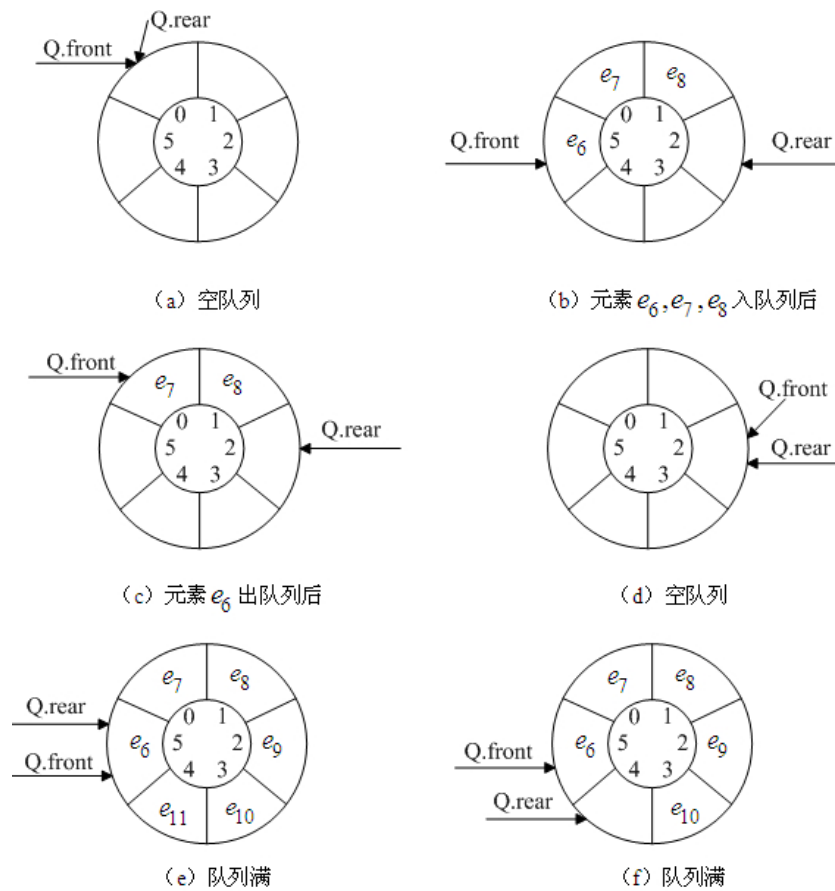 Q.rear
Q.front
0 1
5 2
4 3
(a) 空队列
e7 e8
0 1
Q.front e6 5 2 Q.rear
4 3
(b) 元素 e6, e7, e8 入队列后
Q.front e7 e8
0 1
5 2 Q.rear
4 3
(c) 元素 e6 出队列后
Q.front
0 1
5 2 Q.rear
4 3
(d) 空队列
e7 e8
Q.rear 0 1
e6 5 2 e9
Q.front 4 3
e11 e10
(e) 队列满
e7 e8
0 1
e6 5 2 e9
Q.front 4 3
Q.rear e10
(f) 队列满